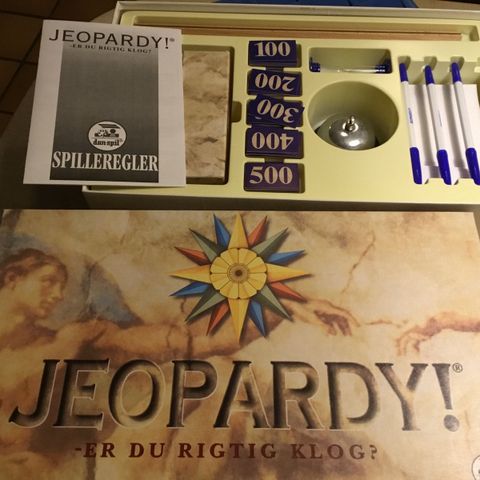 JEOPARDY!®
-ER DU RIGTIG KLOG?
dan spil
SPILLEREGLER
100
200
300
400
500
JEOPARDY!®
-ER DU RIGTIG KLOG?